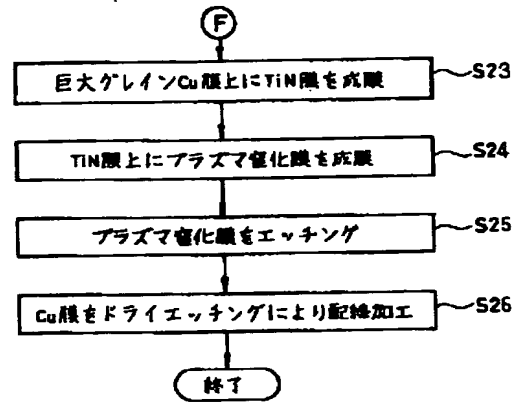 F
巨大グレインCu膜上にTiN膜を成膜
S23
TiN膜上にプラズマ窒化膜を成膜
S24
プラズマ窒化膜をエッチング
S25
Cu膜をドライエッチングにより配線加工
S26
終了